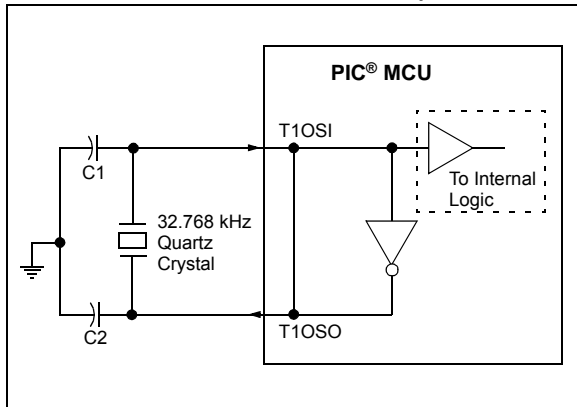 PIC® MCU
T1OSI
C1
To Internal
Logic
32.768 kHz
Quartz
Crystal
T1OSO
C2